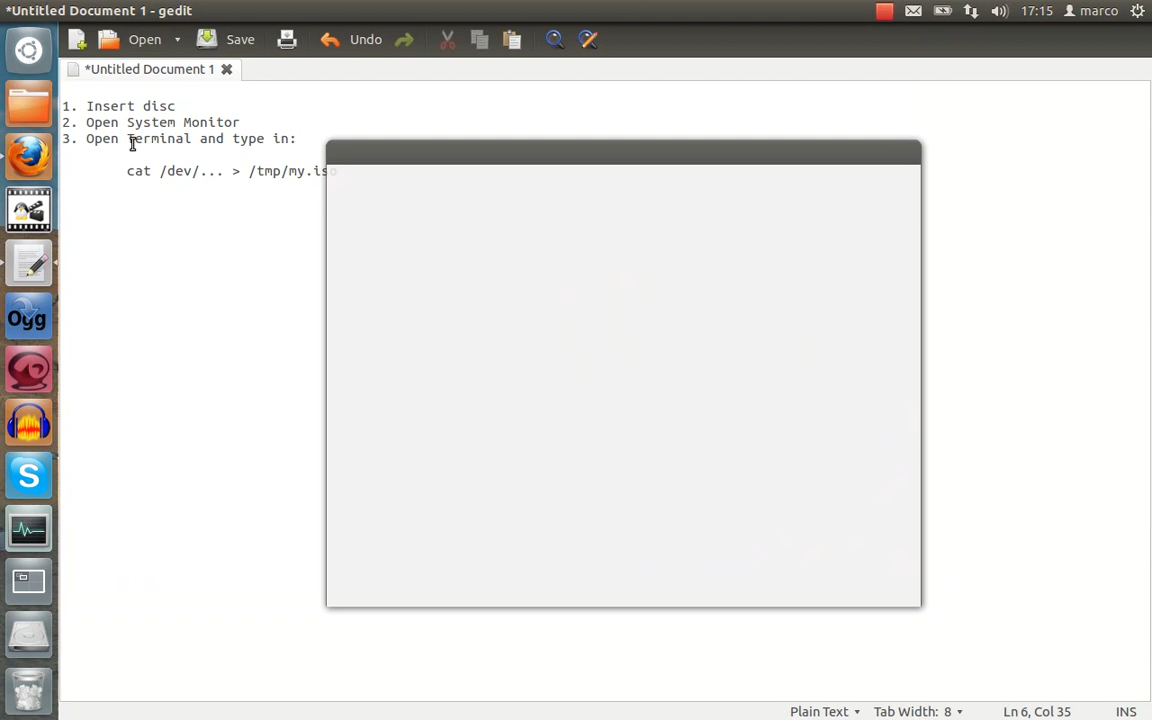 *Untitled Document 1 - gedit
17:15 marco
Open Save Undo
*Untitled Document 1
1. Insert disc
2. Open System Monitor
3. Open Terminal and type in:
cat /dev/... > /tmp/my.iso
Ogg
S
Plain Text Tab Width: 8 Ln 6, Col 35 INS